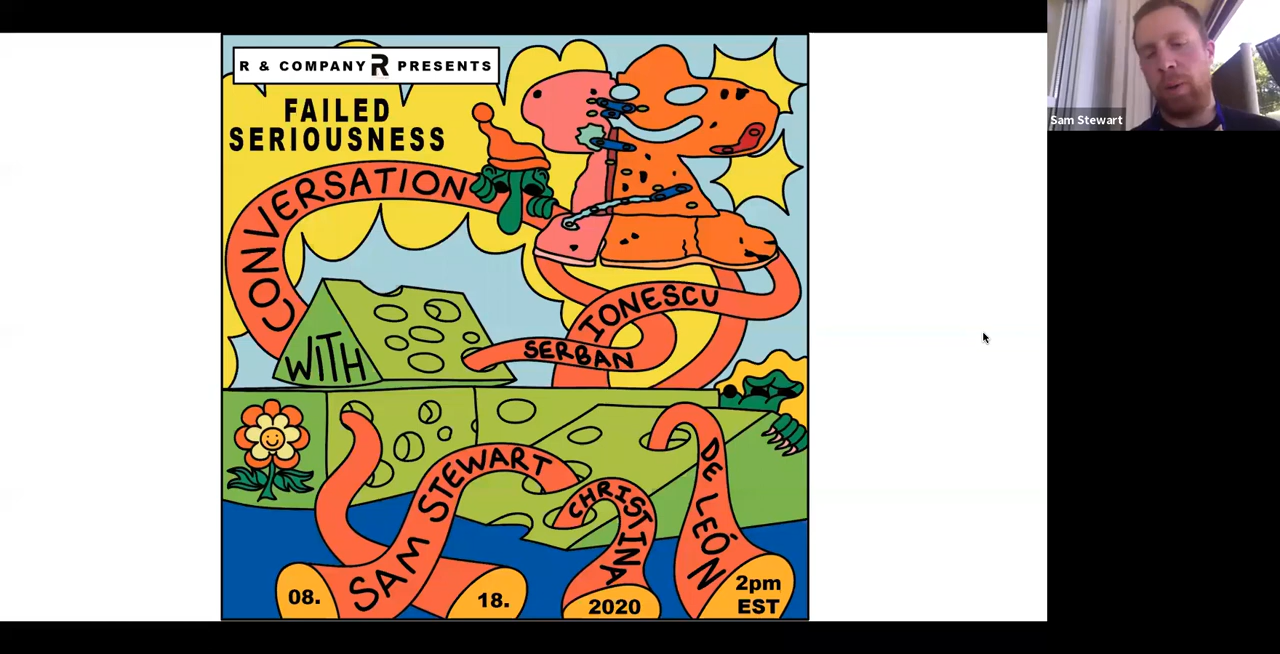 R & COMPANY R PRESENTS
FAILED
SERIOUSNESS
CONVERSATION
WITH
SERBAN
IONESCU
SAM STEWART
CHRISTINA
DE LEÓN
08.
18.
2020
2pm
EST
Sam Stewart